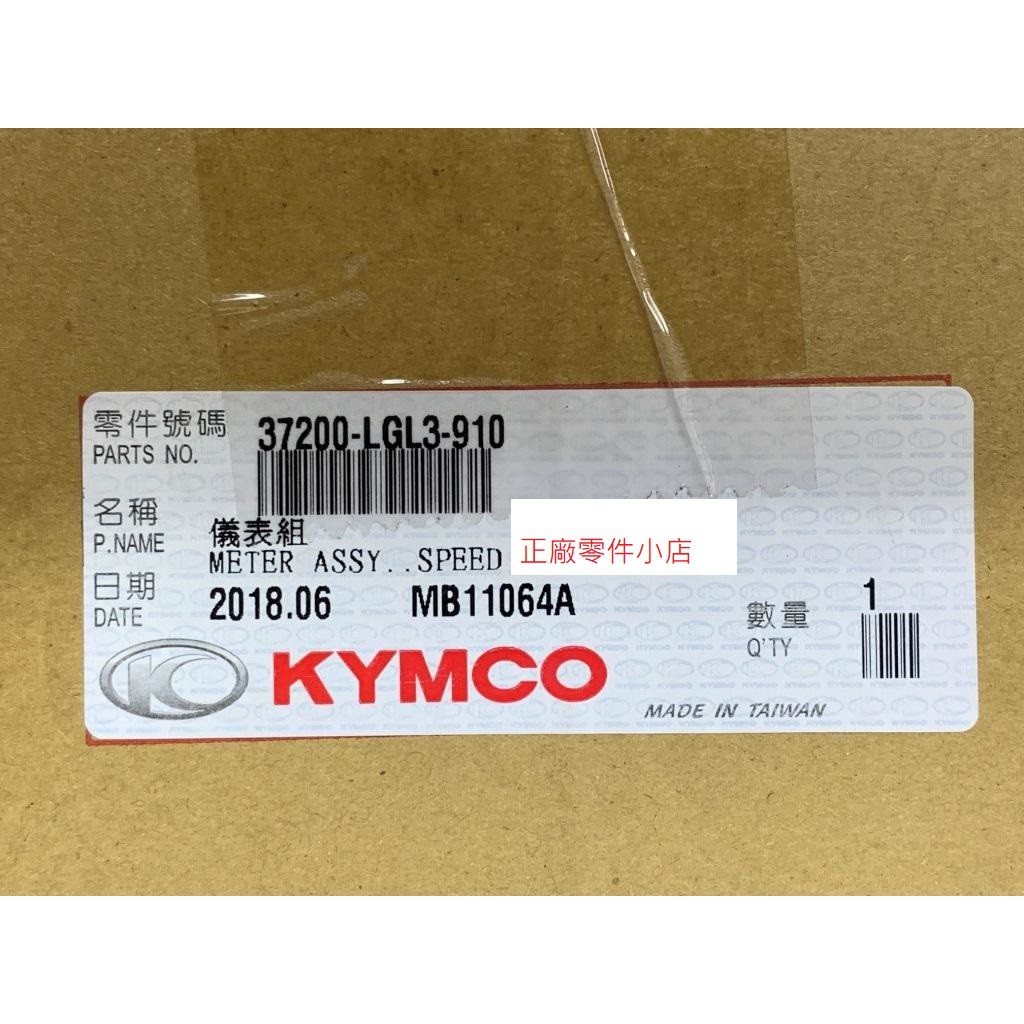 零件號碼 37200-LGL3-910
PARTS NO.
名稱 儀表組
P.NAME METER ASSY..SPEED
正廠零件小店
日期 2018.06 MB11064A
DATE
數量 1
Q'TY
KYMCO
MADE IN TAIWAN